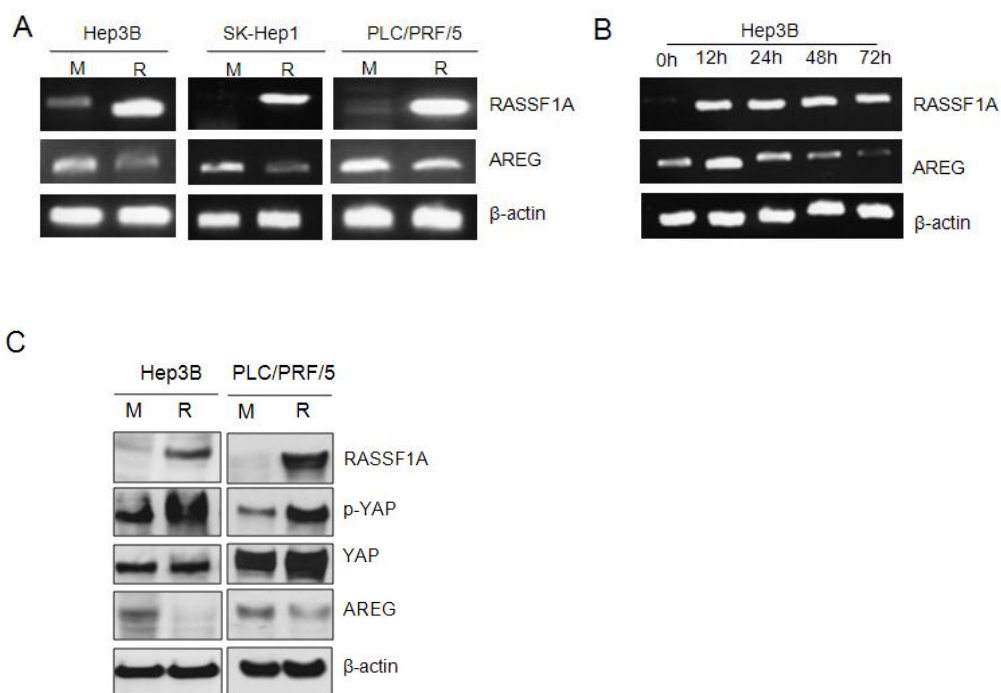 A
Hep3B SK-Hep1 PLC/PRF/5
M R M R M R
RASSF1A
AREG
β-actin
B
Hep3B
0h 12h 24h 48h 72h
RASSF1A
AREG
β-actin
C
Hep3B PLC/PRF/5
M R M R
RASSF1A
p-YAP
YAP
AREG
β-actin